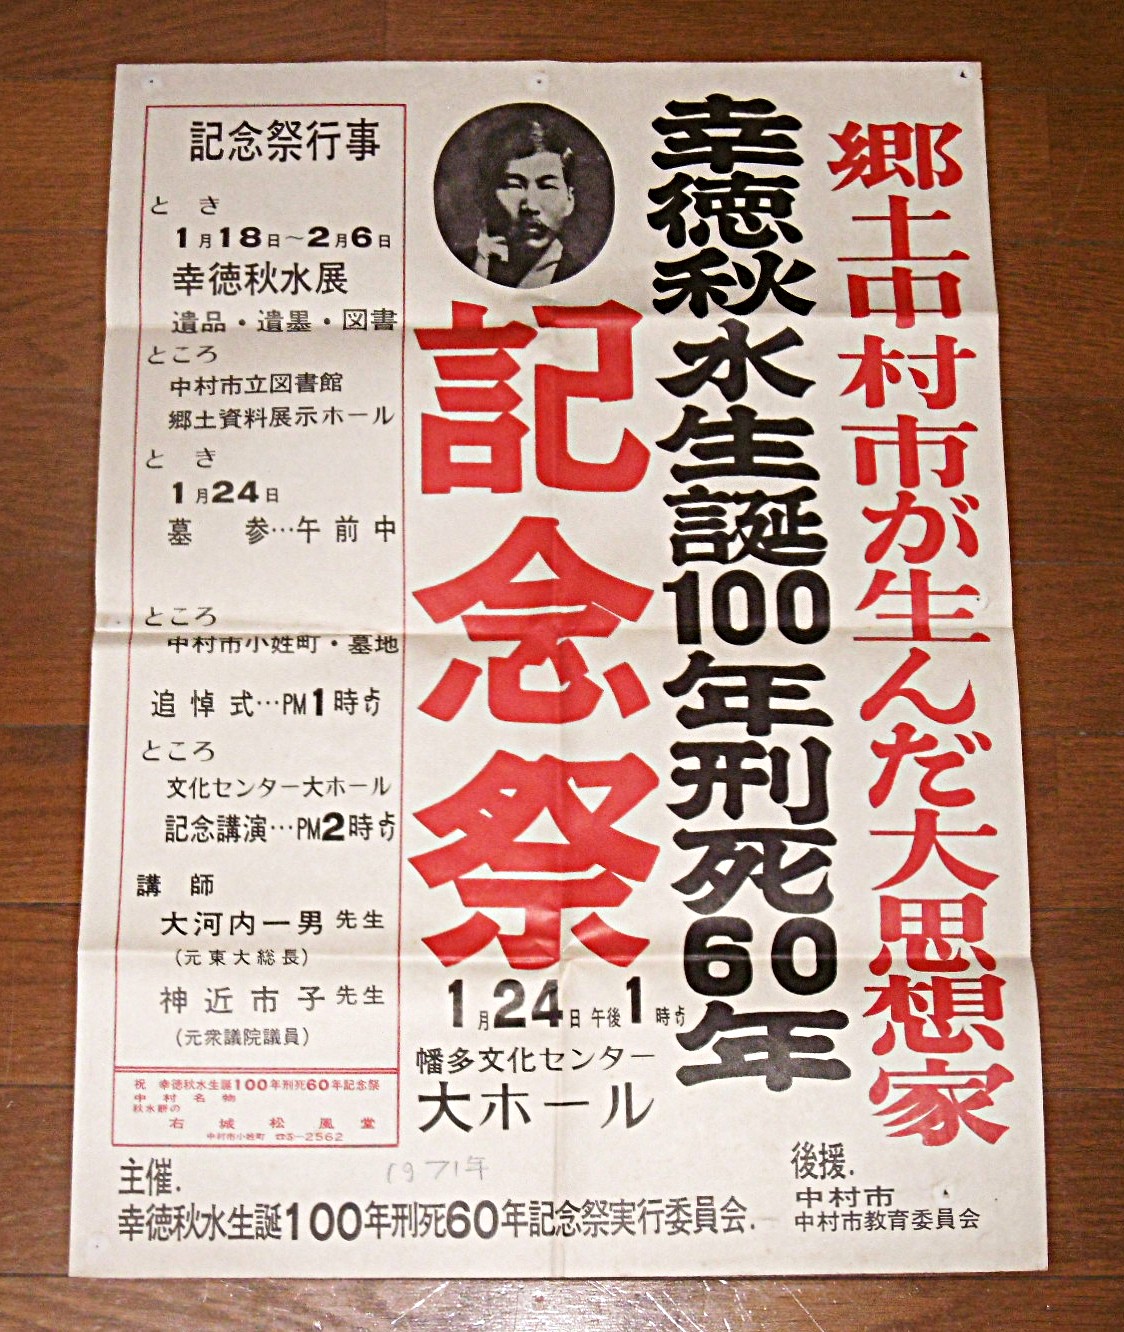 郷土中村市が生んだ大思想家
幸徳秋水生誕100年刑死60年
記念祭
1月24日午後1時より
幡多文化センター
大ホール
記念祭行事
とき
1月18日~2月6日
幸徳秋水展
遺品・遺墨・図書
ところ
中村市立図書館
郷土資料展示ホール
とき
1月24日
墓参…午前中
ところ
中村市小姓町・墓地
追悼式…PM1時より
ところ
文化センター大ホール
記念講演…PM2時より
講師
大河内一男先生
(元東大総長)
神近市子先生
(元衆議院議員)
祝 幸徳秋水生誕100年刑死60年記念祭
中村名物
秋水餅の
右城松風堂
中村市小姓町 ☎5-2562
主催.
幸徳秋水生誕100年刑死60年記念祭実行委員会.
1971年
後援.
中村市
中村市教育委員会